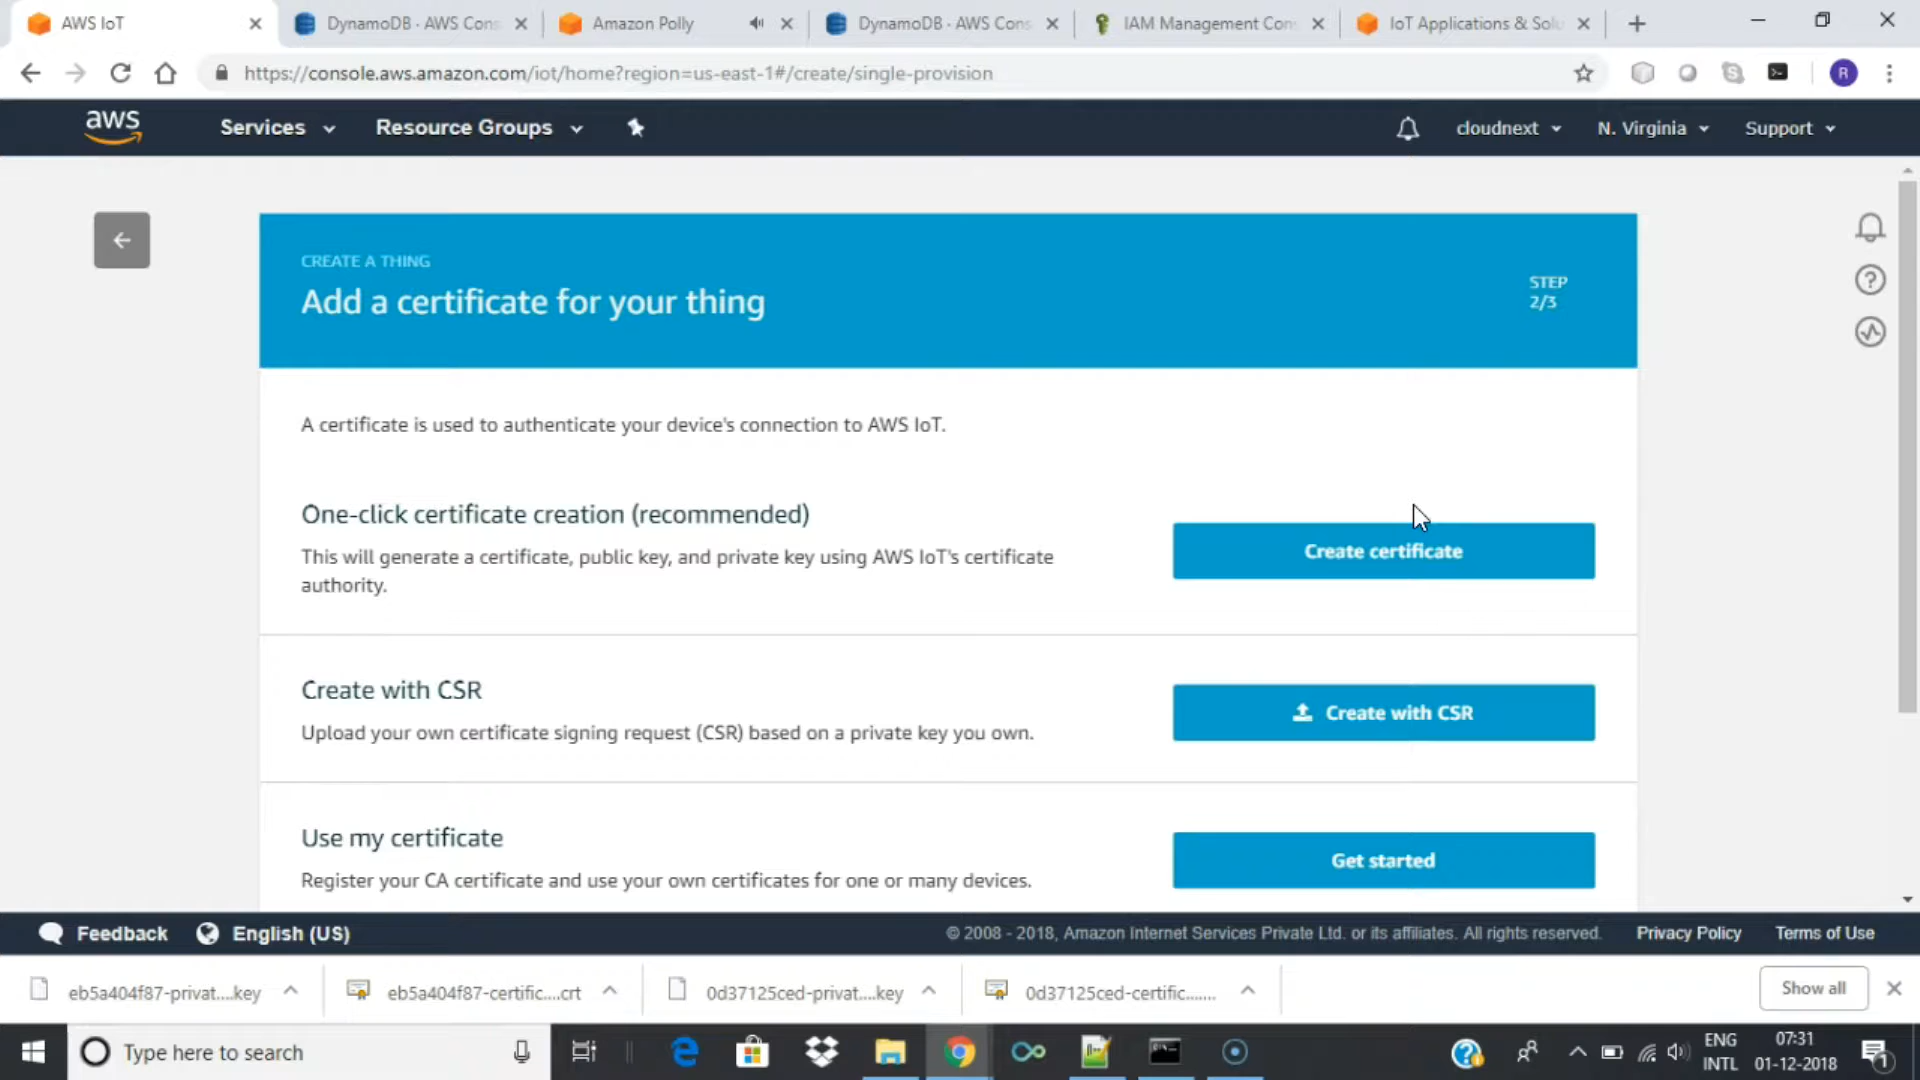 AWS IoT
DynamoDB · AWS Cons
Amazon Polly
DynamoDB · AWS Cons
IAM Management Con
IoT Applications & Solu
https://console.aws.amazon.com/iot/home?region=us-east-1#/create/single-provision
R
aws
Services
Resource Groups
cloudnext
N. Virginia
Support
CREATE A THING
Add a certificate for your thing
STEP
2/3
A certificate is used to authenticate your device's connection to AWS IoT.
One-click certificate creation (recommended)
This will generate a certificate, public key, and private key using AWS IoT's certificate
authority.
Create certificate
Create with CSR
Upload your own certificate signing request (CSR) based on a private key you own.
Create with CSR
Use my certificate
Register your CA certificate and use your own certificates for one or many devices.
Get started
Feedback
English (US)
© 2008 - 2018, Amazon Internet Services Private Ltd. or its affiliates. All rights reserved.
Privacy Policy
Terms of Use
eb5a404f87-privat....key
eb5a404f87-certific....crt
0d37125ced-privat....key
0d37125ced-certific.......
Show all
Type here to search
ENG
INTL
07:31
01-12-2018
1